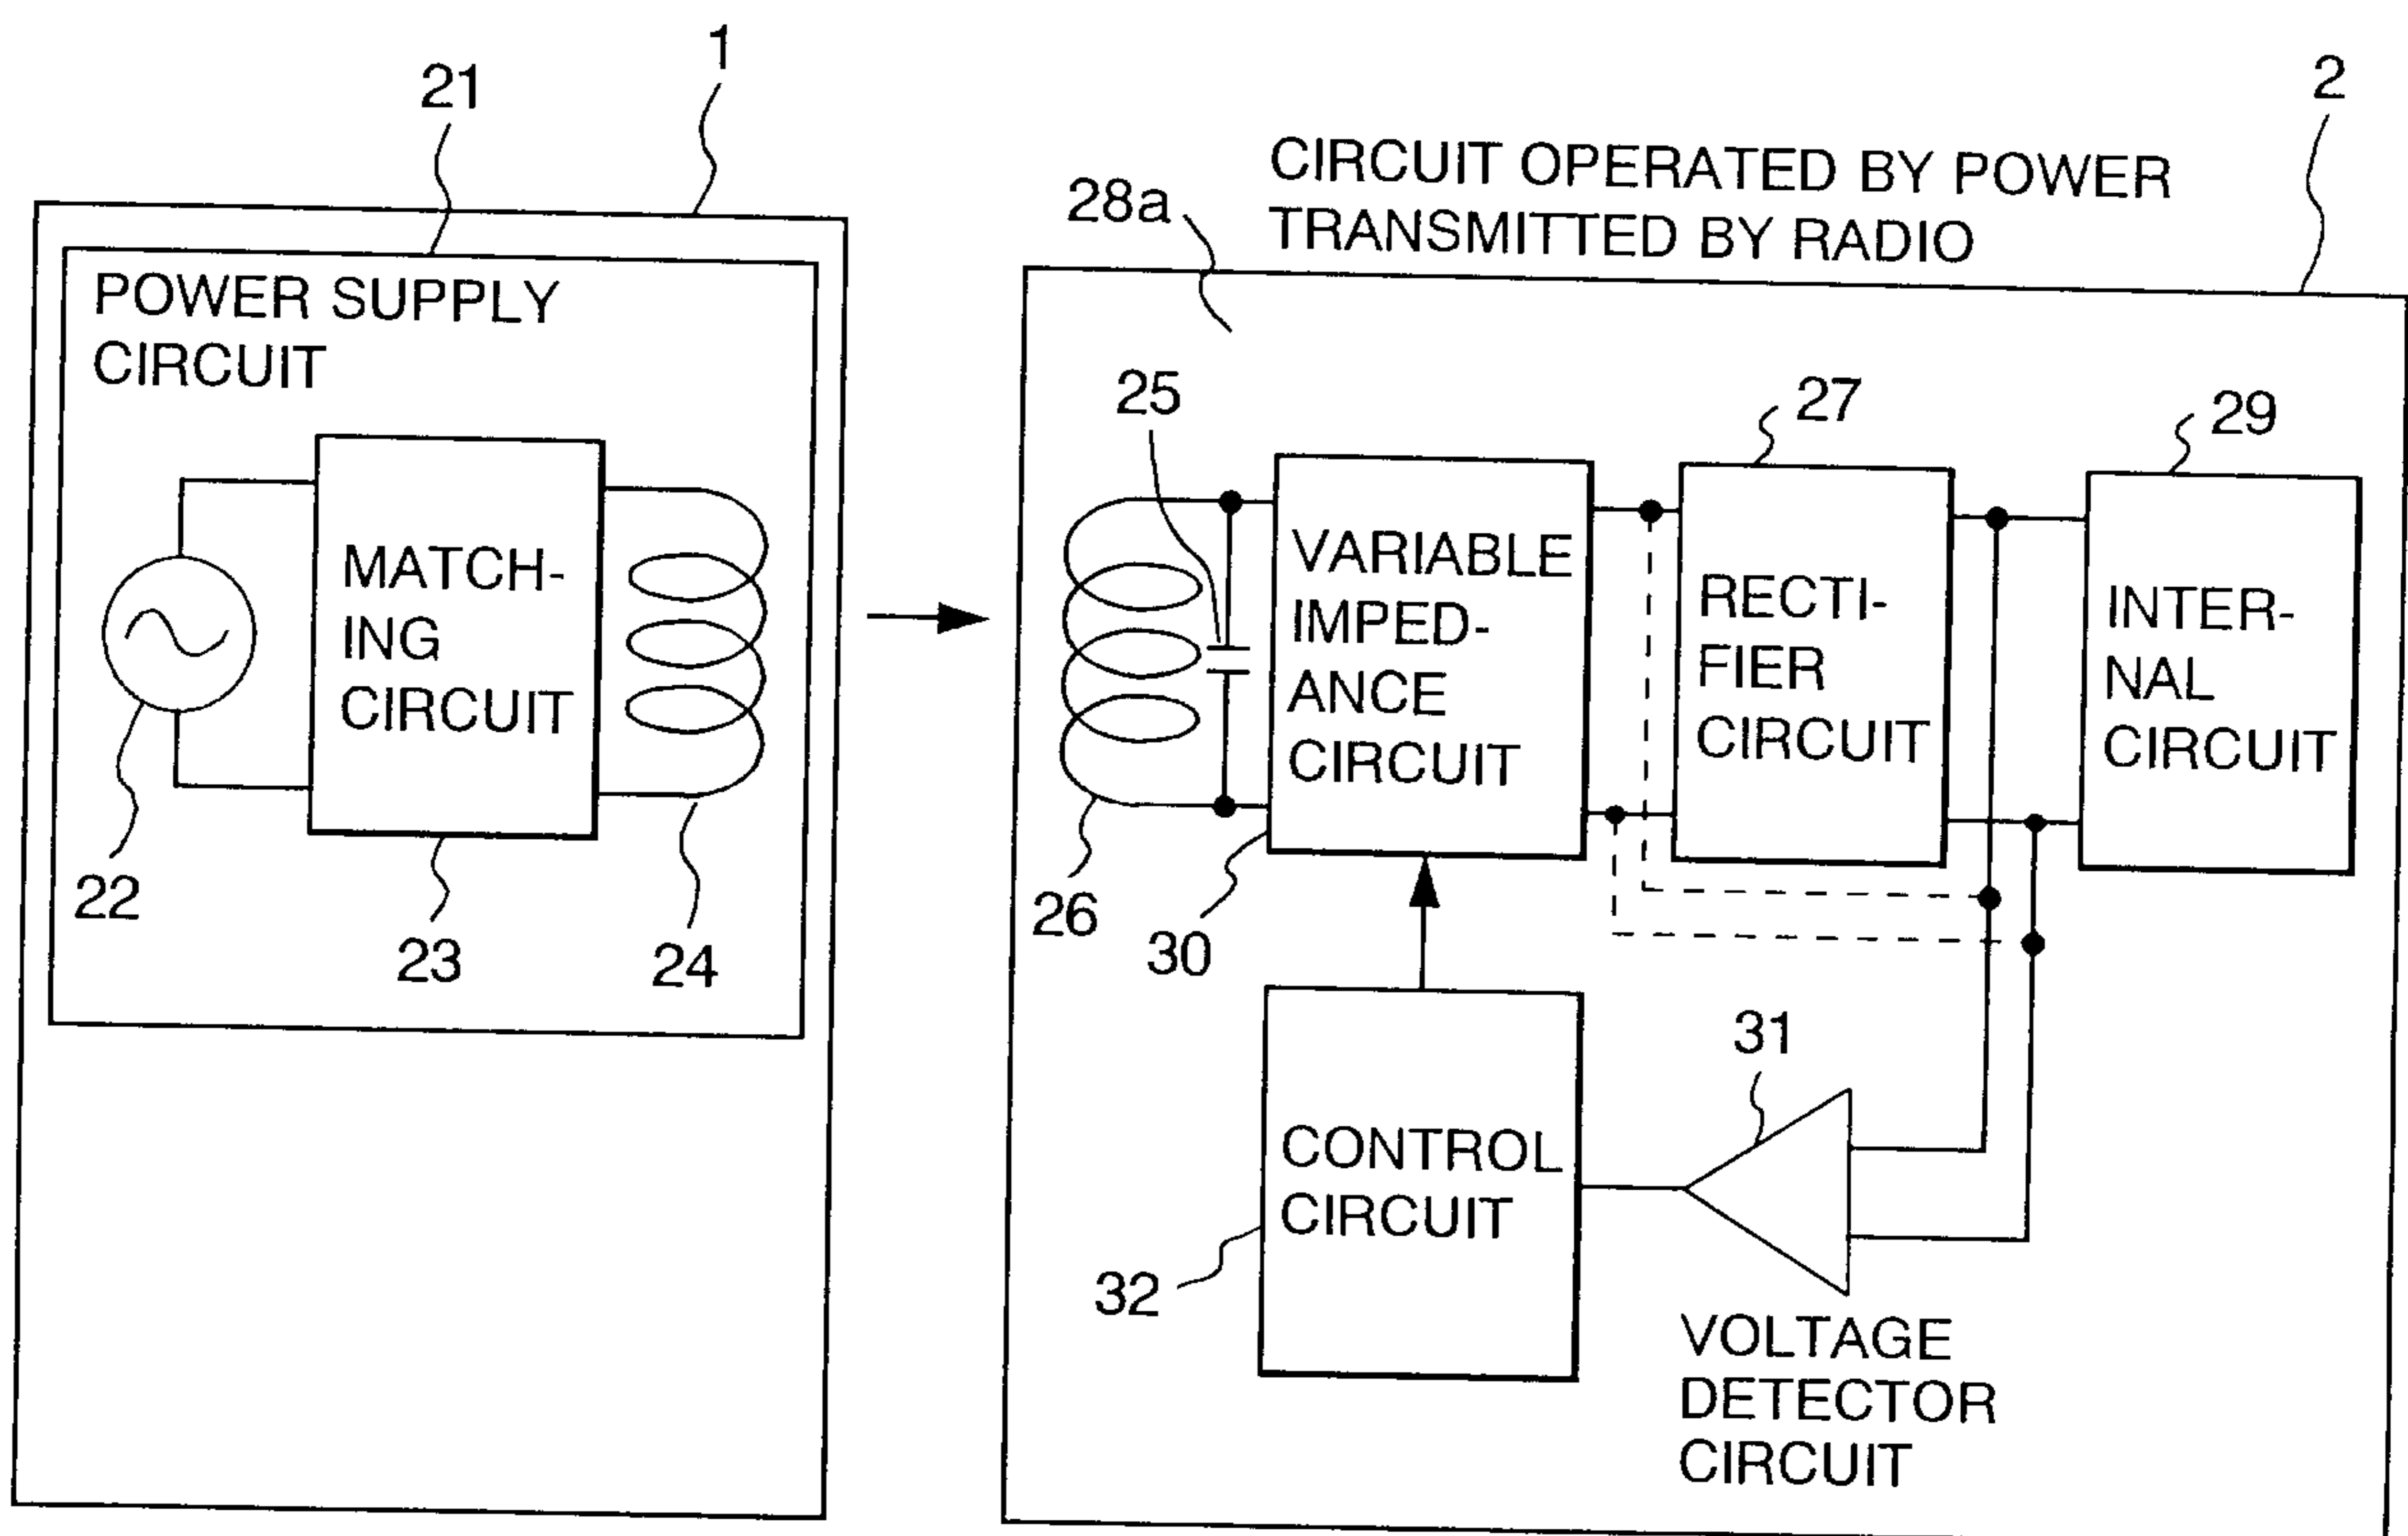 1
21
2
CIRCUIT OPERATED BY POWER
TRANSMITTED BY RADIO
28a
POWER SUPPLY
CIRCUIT
25
27
29
MATCH-
ING
CIRCUIT
VARIABLE
IMPED-
ANCE
CIRCUIT
RECTI-
FIER
CIRCUIT
INTER-
NAL
CIRCUIT
22
23
24
26
30
31
CONTROL
CIRCUIT
32
VOLTAGE
DETECTOR
CIRCUIT